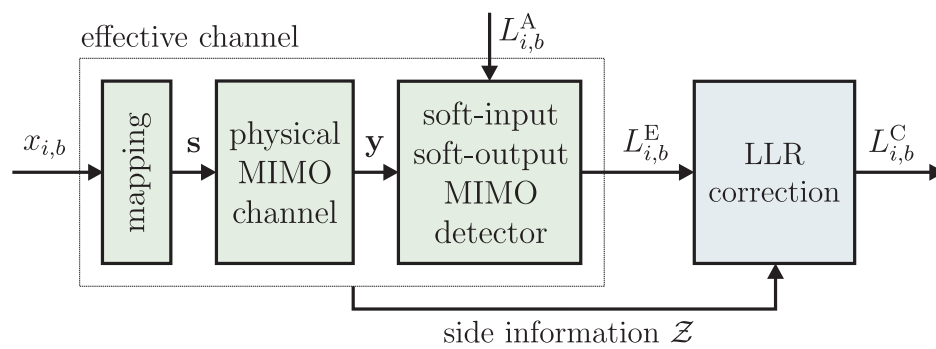 effective channel
L^A_{i,b}
x_{i,b}
mapping
s
physical
MIMO
channel
y
soft-input
soft-output
MIMO
detector
L^E_{i,b}
LLR
correction
L^C_{i,b}
side information 𝒵